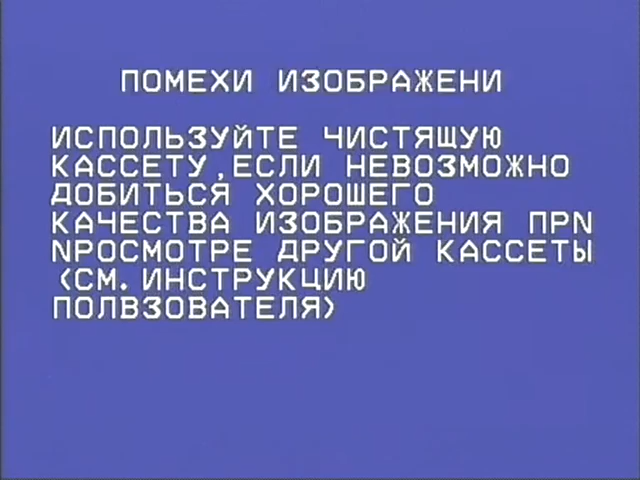 ПОМЕХИ ИЗОБРАЖЕНИ
ИСПОЛЬЗУЙТЕ ЧИСТЯЩУЮ
КАССЕТУ,ЕСЛИ НЕВОЗМОЖНО
ДОБИТЬСЯ ХОРОШЕГО
КАЧЕСТВА ИЗОБРАЖЕНИЯ ПРN
NРОСМОТРЕ ДРУГОЙ КАССЕТЫ
<СМ.ИНСТРУКЦИЮ
ПОЛВЗОВАТЕЛЯ>